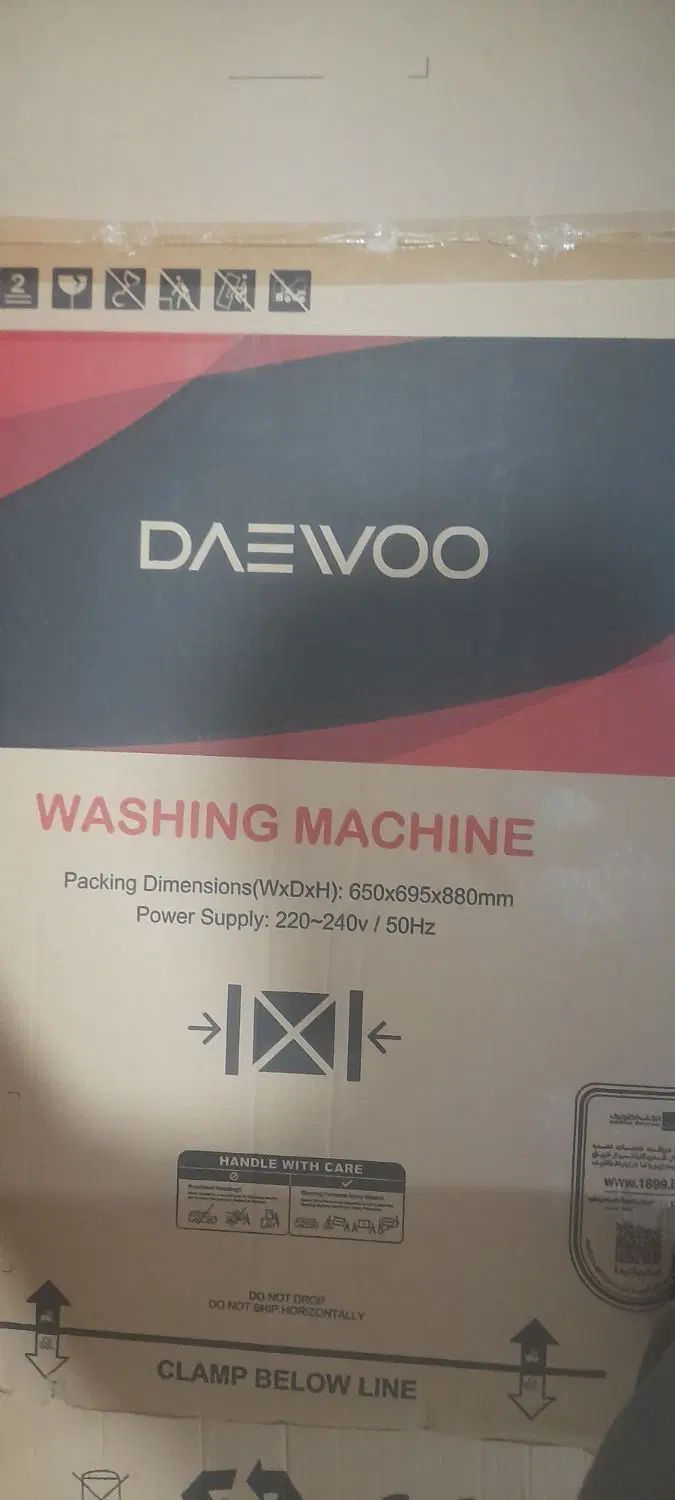 2
DAEWOO
WASHING MACHINE
Packing Dimensions(WxDxH): 650x695x880mm
Power Supply: 220~240v / 50Hz
HANDLE WITH CARE
DO NOT DROP
DO NOT SHIP HORIZONTALLY
CLAMP BELOW LINE
www.1699.i